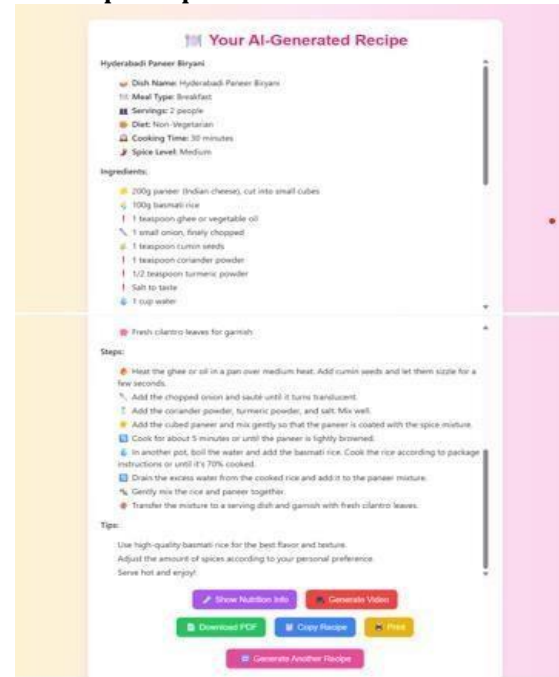 Your AI-Generated Recipe
Hyderabadi Paneer Biryani
Dish Name: Hyderabadi Paneer Biryani
Meal Type: Breakfast
Servings: 2 people
Diet: Non-Vegetarian
Cooking Time: 30 minutes
Spice Level: Medium
Ingredients:
200g paneer (Indian cheese), cut into small cubes
100g basmati rice
1 teaspoon ghee or vegetable oil
1 small onion, finely chopped
1 teaspoon cumin seeds
1 teaspoon coriander powder
1/2 teaspoon turmeric powder
Salt to taste
1 cup water
Fresh cilantro leaves for garnish
Steps:
Heat the ghee or oil in a pan over medium heat. Add cumin seeds and let them sizzle for a
few seconds.
Add the chopped onion and sauté until it turns translucent.
Add the coriander powder, turmeric powder, and salt. Mix well.
Add the cubed paneer and mix gently so that the paneer is coated with the spice mixture.
Cook for about 5 minutes or until the paneer is lightly browned.
In another pot, boil the water and add the basmati rice. Cook the rice according to package
instructions or until it's 70% cooked.
Drain the excess water from the cooked rice and add it to the paneer mixture.
Gently mix the rice and paneer together.
Transfer the mixture to a serving dish and garnish with fresh cilantro leaves.
Tips:
Use high-quality basmati rice for the best flavor and texture.
Adjust the amount of spices according to your personal preference.
Serve hot and enjoy!
Show Nutrition Info
Generate Video
Download PDF
Copy Recipe
Print
Generate Another Recipe